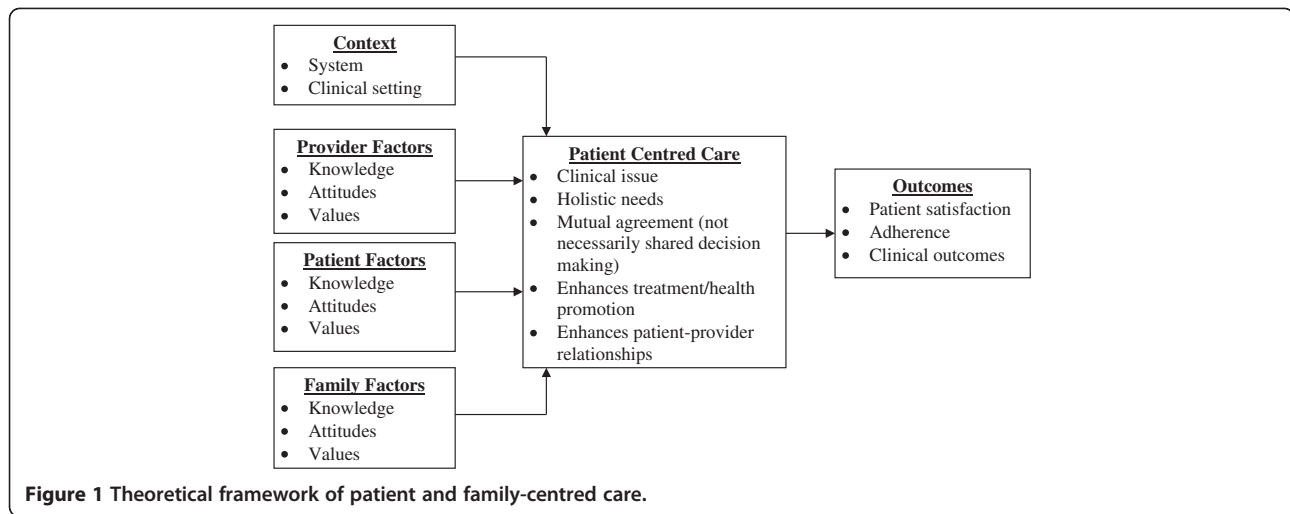 Context
• System
• Clinical setting
Provider Factors
• Knowledge
• Attitudes
• Values
Patient Factors
• Knowledge
• Attitudes
• Values
Family Factors
• Knowledge
• Attitudes
• Values
Patient Centred Care
• Clinical issue
• Holistic needs
• Mutual agreement (not
necessarily shared decision
making)
• Enhances treatment/health
promotion
• Enhances patient-provider
relationships
Outcomes
• Patient satisfaction
• Adherence
• Clinical outcomes
Figure 1 Theoretical framework of patient and family-centred care.